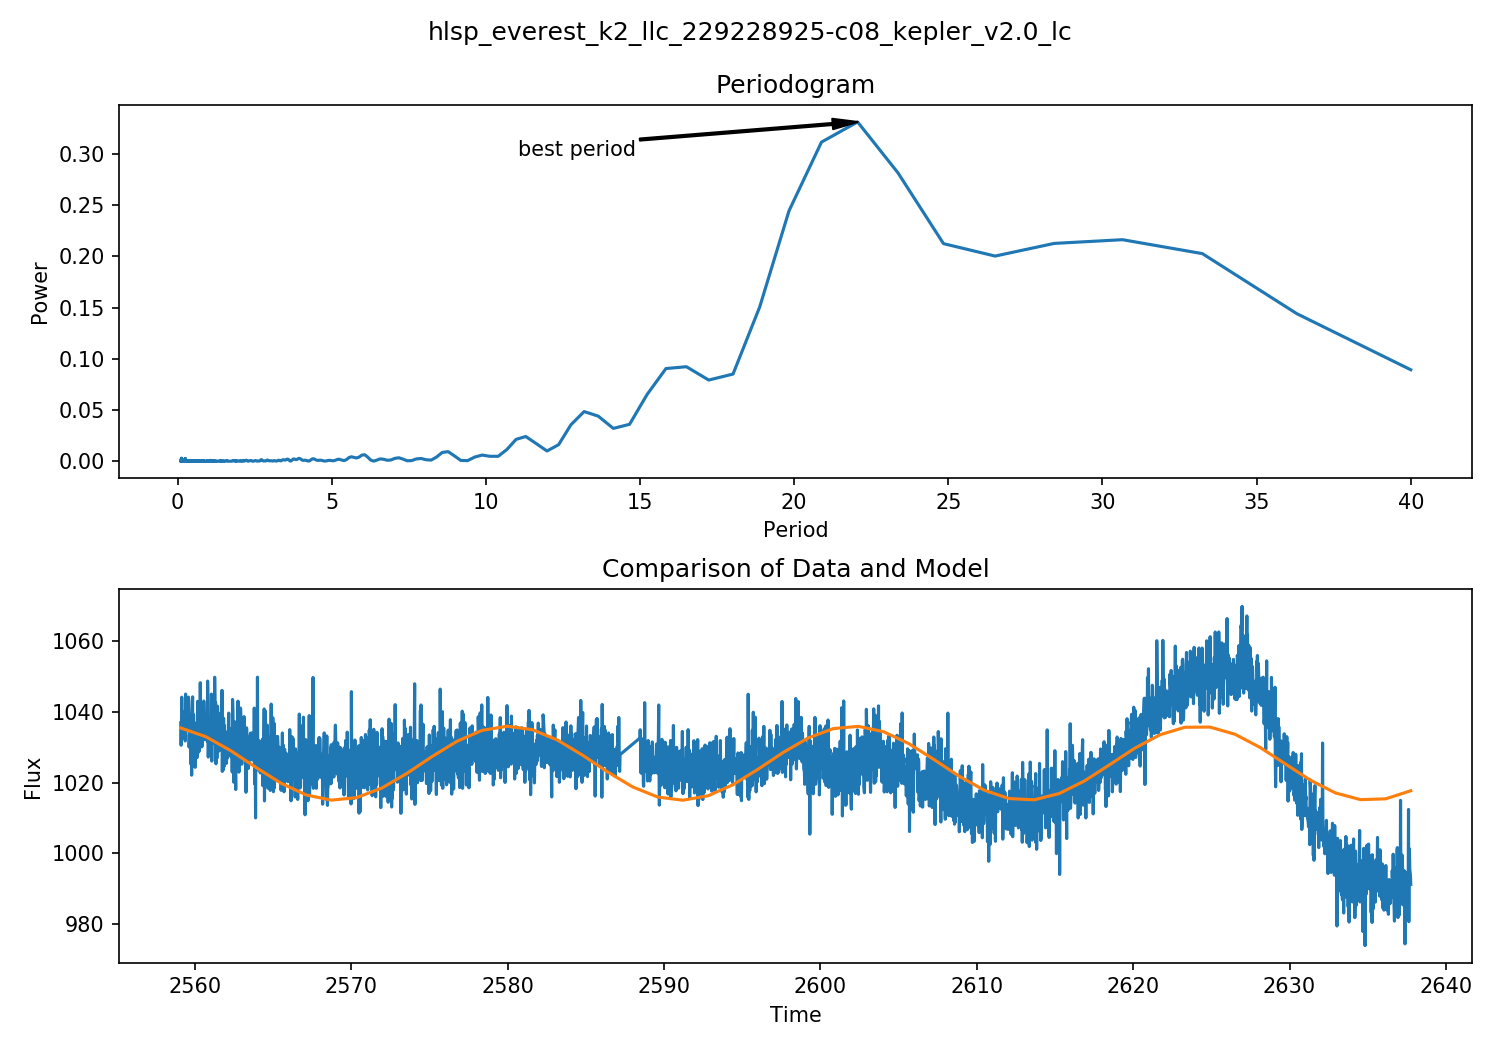 hlsp_everest_k2_llc_229228925-c08_kepler_v2.0_lc
Periodogram
best period
0.30
0.25
0.20
0.15
0.10
0.05
0.00
Power
0 5 10 15 20 25 30 35 40
Period
Comparison of Data and Model
1060
1040
1020
1000
980
Flux
2560 2570 2580 2590 2600 2610 2620 2630 2640
Time